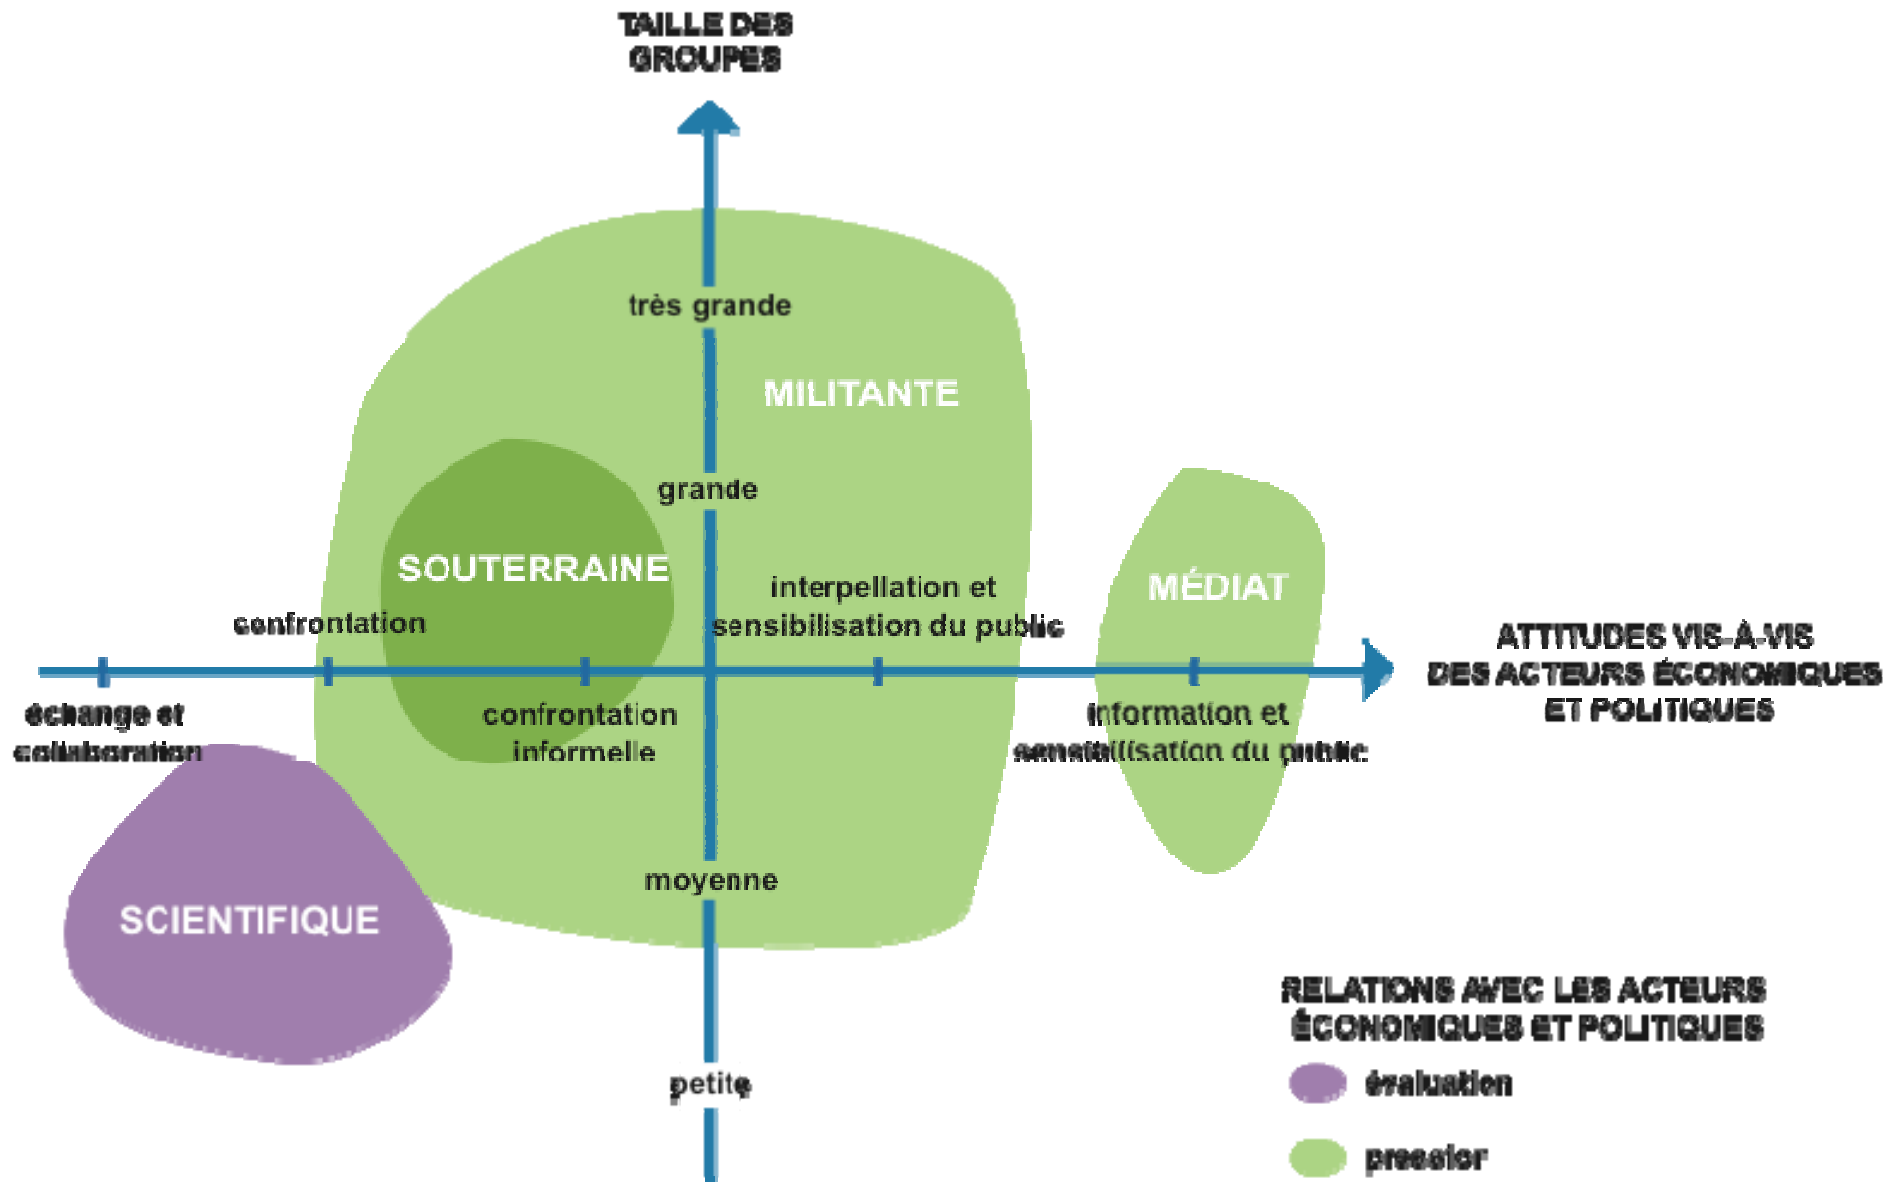 TAILLE DES
GROUPES
très grande
MILITANTE
grande
SOUTERRAINE
interpellation et
sensibilisation du public
MÉDIAT
confrontation
ATTITUDES VIS-À-VIS
DES ACTEURS ÉCONOMIQUES
ET POLITIQUES
échange et
collaboration
confrontation
informelle
information et
sensibilisation du public
moyenne
SCIENTIFIQUE
petite
RELATIONS AVEC LES ACTEURS
ÉCONOMIQUES ET POLITIQUES
évaluation
pression